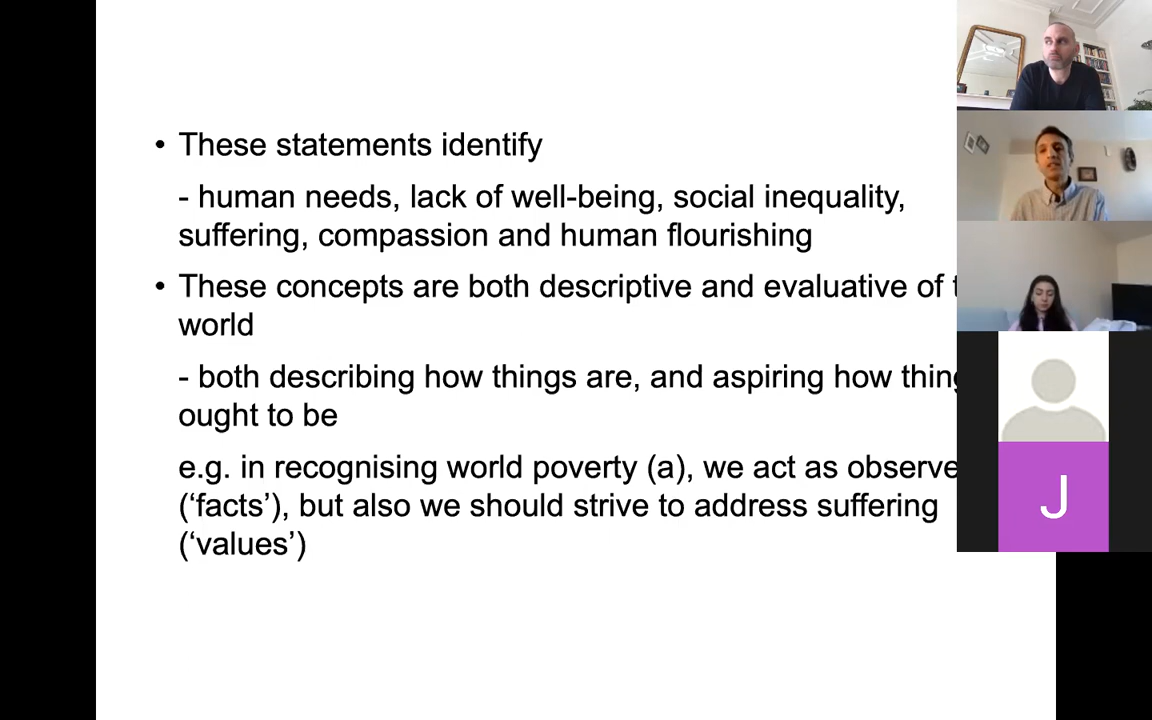 • These statements identify
- human needs, lack of well-being, social inequality,
suffering, compassion and human flourishing
• These concepts are both descriptive and evaluative of
world
- both describing how things are, and aspiring how
ought to be
e.g. in recognising world poverty (a), we act as
(‘facts’), but also we should strive to address suffering
(‘values’)
J